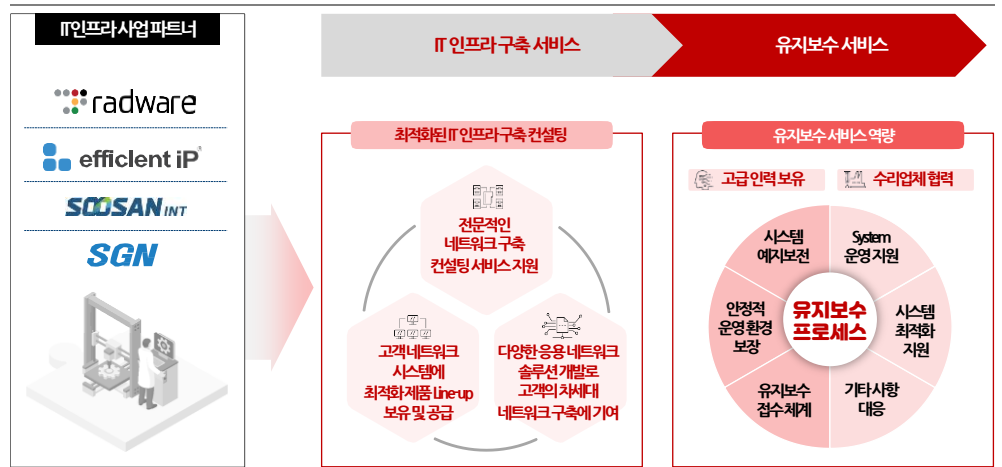 IT인프라 사업 파트너
radware
efficient iP
SOOSAN INT
SGN
IT 인프라 구축 서비스
유지보수 서비스
최적화된 IT 인프라 구축 컨설팅
전문적인
네트워크 구축
컨설팅 서비스 지원
고객 네트워크
시스템에
최적화 제품 Line-up
보유 및 공급
다양한 응용 네트워크
솔루션 개발로
고객의 차세대
네트워크 구축에 기여
유지보수 서비스 역량
고급 인력 보유
수리업체 협력
시스템
예지보전
System
운영 지원
안정적
운영 환경
보장
유지보수
프로세스
시스템
최적화
지원
유지보수
접수 체계
기타 사항
대응